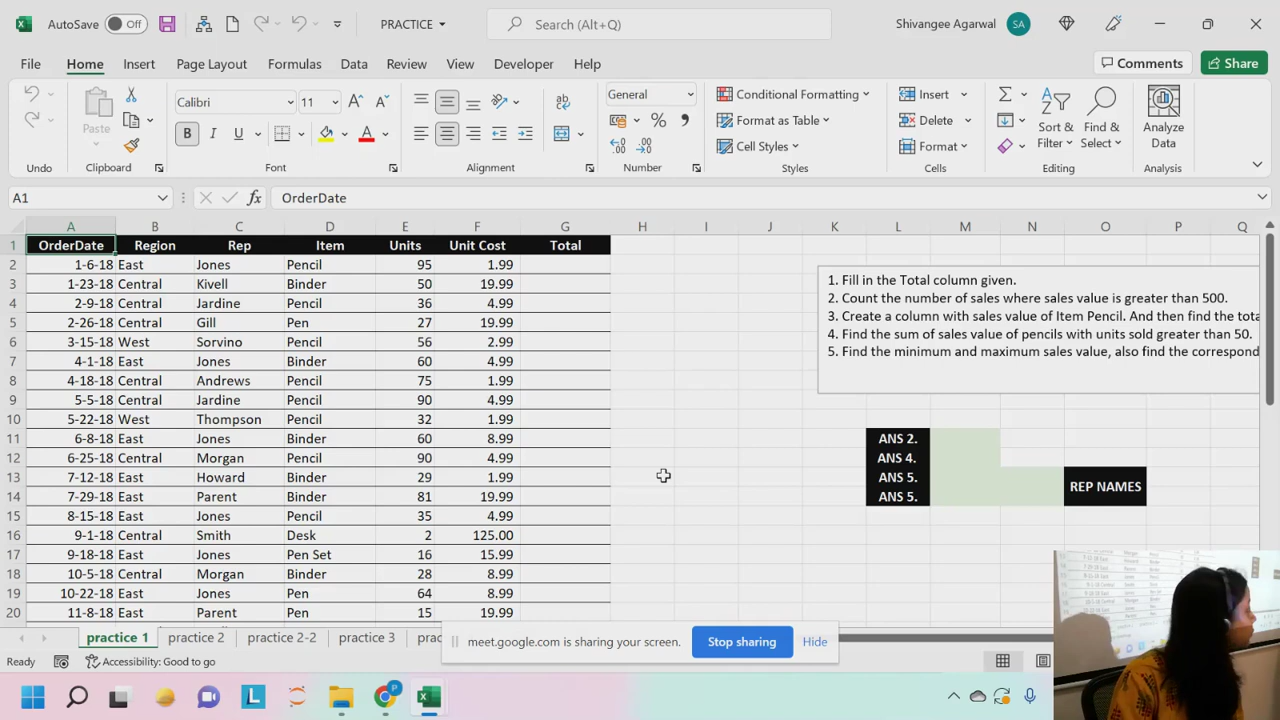 AutoSave Off PRACTICE Search (Alt+Q) Shivangee Agarwal SA
File Home Insert Page Layout Formulas Data Review View Developer Help Comments Share
Calibri 11 General Conditional Formatting Insert
Paste Format as Table Delete Sort & Filter Find & Select Analyze Data
B I U Cell Styles Format
Undo Clipboard Font Alignment Number Styles Cells Editing Analysis
A1 fx OrderDate
A B C D E F G H I J K L M N O P Q
1 OrderDate Region Rep Item Units Unit Cost Total
2 1-6-18 East Jones Pencil 95 1.99
3 1-23-18 Central Kivell Binder 50 19.99
4 2-9-18 Central Jardine Pencil 36 4.99
5 2-26-18 Central Gill Pen 27 19.99
6 3-15-18 West Sorvino Pencil 56 2.99
7 4-1-18 East Jones Binder 60 4.99
8 4-18-18 Central Andrews Pencil 75 1.99
9 5-5-18 Central Jardine Pencil 90 4.99
10 5-22-18 West Thompson Pencil 32 1.99
11 6-8-18 East Jones Binder 60 8.99
12 6-25-18 Central Morgan Pencil 90 4.99
13 7-12-18 East Howard Binder 29 1.99
14 7-29-18 East Parent Binder 81 19.99
15 8-15-18 East Jones Pencil 35 4.99
16 9-1-18 Central Smith Desk 2 125.00
17 9-18-18 East Jones Pen Set 16 15.99
18 10-5-18 Central Morgan Binder 28 8.99
19 10-22-18 East Jones Pen 64 8.99
20 11-8-18 East Parent Pen 15 19.99
1. Fill in the Total column given.
2. Count the number of sales where sales value is greater than 500.
3. Create a column with sales value of Item Pencil. And then find the tota
4. Find the sum of sales value of pencils with units sold greater than 50.
5. Find the minimum and maximum sales value, also find the correspond
ANS 2.
ANS 4.
ANS 5.
ANS 5.
REP NAMES
practice 1 practice 2 practice 2-2 practice 3
meet.google.com is sharing your screen. Stop sharing Hide
Ready Accessibility: Good to go